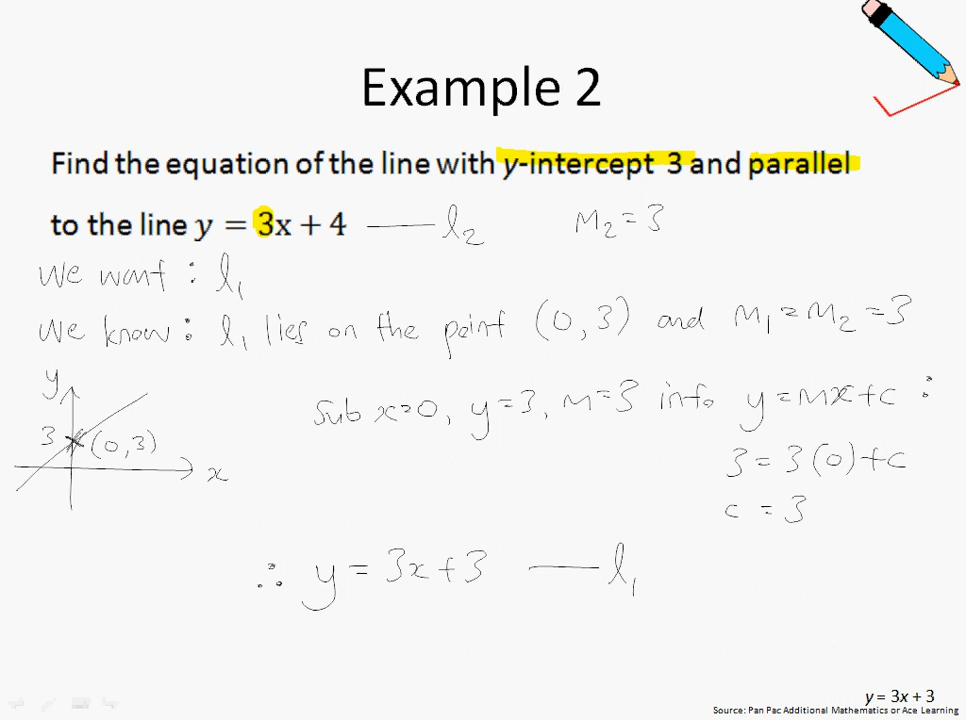 Example 2
Find the equation of the line with y-intercept 3 and parallel
to the line y = 3x + 4 —— l₂ m₂ = 3
We want : l₁
We know : l₁ lies on the point (0, 3) and m₁ = m₂ = 3
sub x=0, y=3, m=3 into y = mx + c :
3 = 3(0) + c
c = 3
y
3 (0, 3)
x
∴ y = 3x + 3 —— l₁
y = 3x + 3
Source: Pan Pac Additional Mathematics or Ace Learning